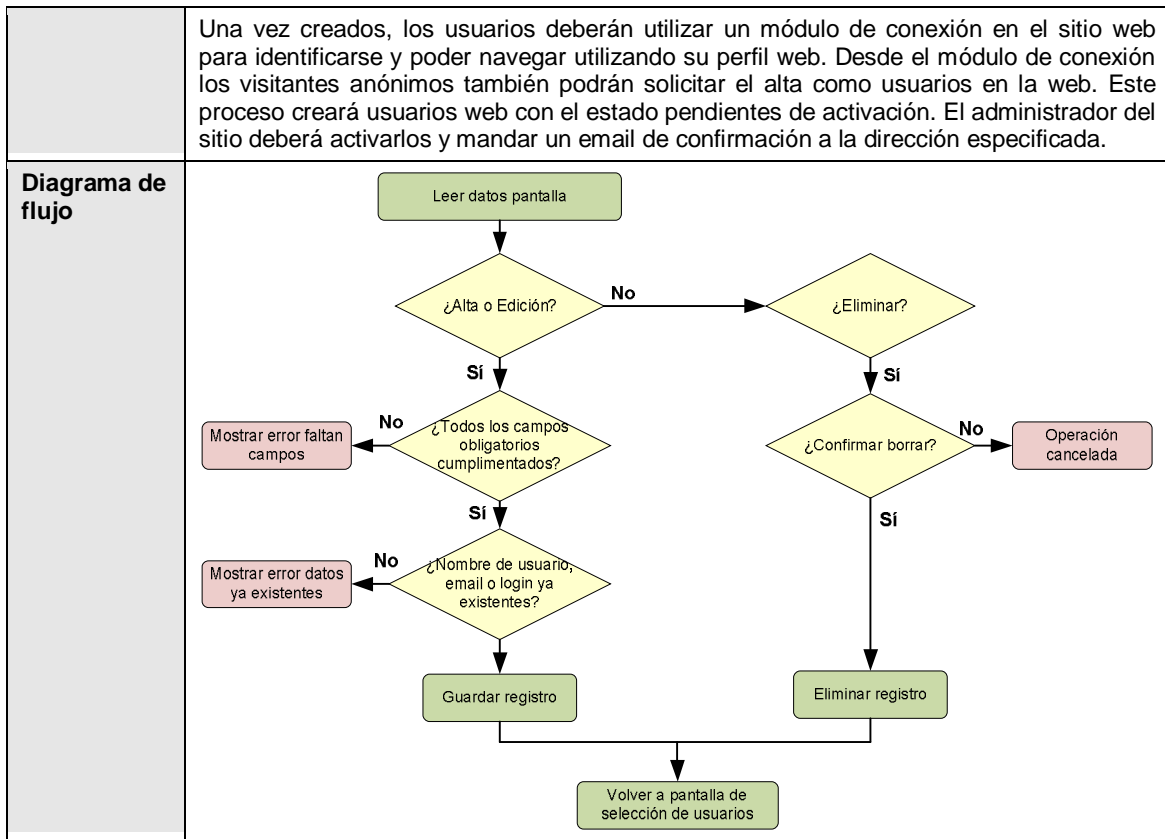 Una vez creados, los usuarios deberán utilizar un módulo de conexión en el sitio web
para identificarse y poder navegar utilizando su perfil web. Desde el módulo de conexión
los visitantes anónimos también podrán solicitar el alta como usuarios en la web. Este
proceso creará usuarios web con el estado pendientes de activación. El administrador del
sitio deberá activarlos y mandar un email de confirmación a la dirección especificada.
Diagrama de
flujo
Leer datos pantalla
¿Alta o Edición?
No
¿Eliminar?
Sí
Sí
Mostrar error faltan
campos
No
¿Todos los campos
obligatorios
cumplimentados?
¿Confirmar borrar?
No
Operación
cancelada
Sí
Sí
Mostrar error datos
ya existentes
No
¿Nombre de usuario,
email o login ya
existentes?
Guardar registro
Eliminar registro
Volver a pantalla de
selección de usuarios